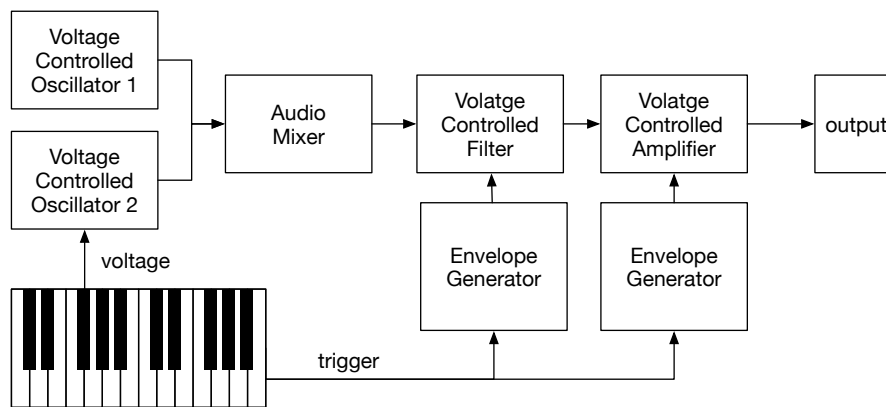 Voltage
Controlled
Oscillator 1
Voltage
Controlled
Oscillator 2
Audio
Mixer
Volatge
Controlled
Filter
Volatge
Controlled
Amplifier
output
Envelope
Generator
Envelope
Generator
voltage
trigger